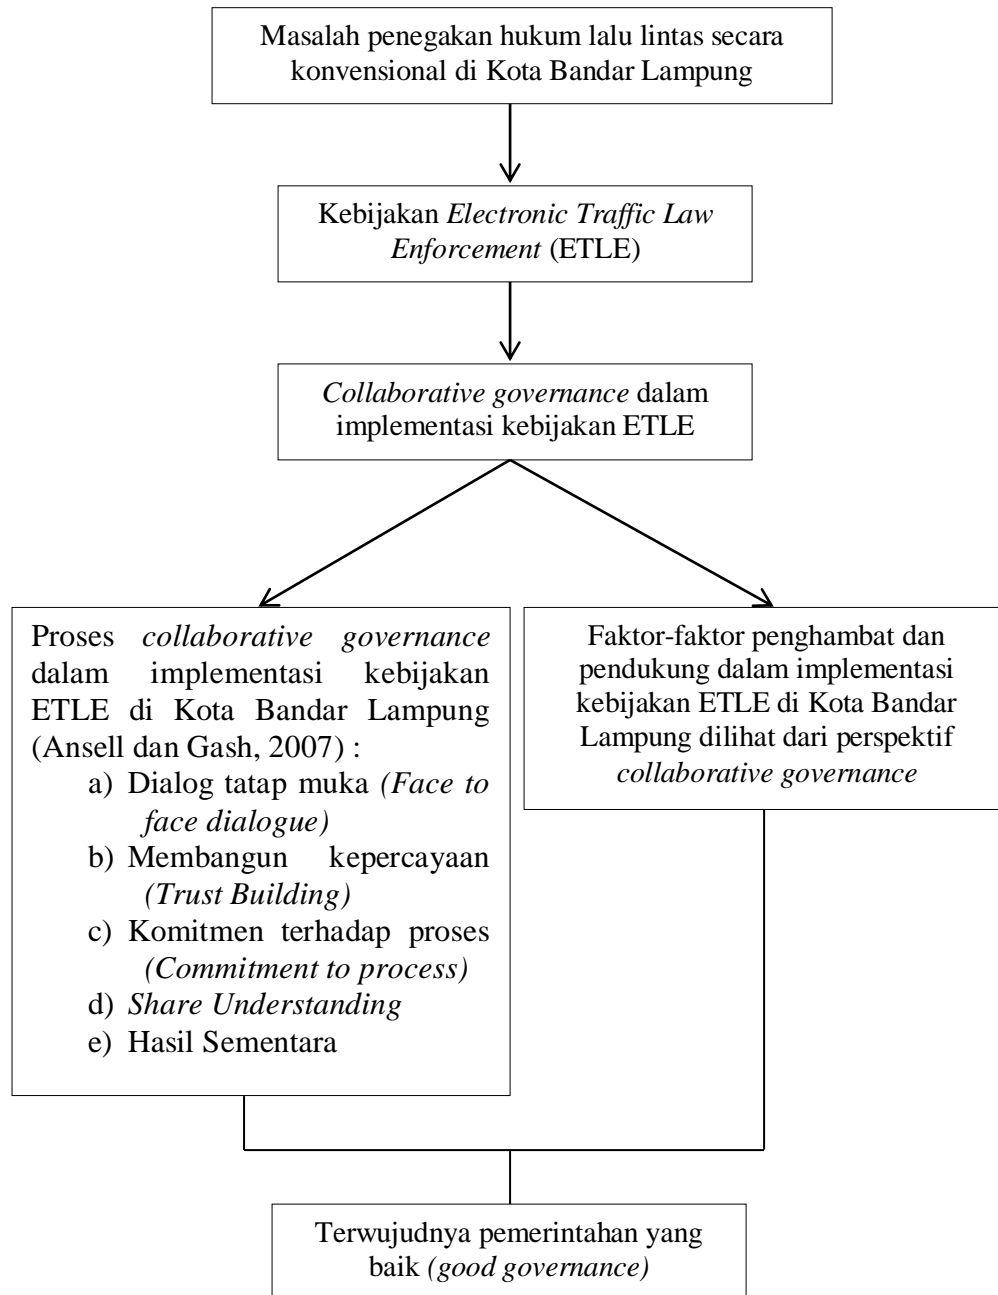 Masalah penegakan hukum lalu lintas secara
konvensional di Kota Bandar Lampung
Kebijakan Electronic Traffic Law
Enforcement (ETLE)
Collaborative governance dalam
implementasi kebijakan ETLE
Proses collaborative governance
dalam implementasi kebijakan
ETLE di Kota Bandar Lampung
(Ansell dan Gash, 2007) :
a) Dialog tatap muka (Face to
face dialogue)
b) Membangun kepercayaan
(Trust Building)
c) Komitmen terhadap proses
(Commitment to process)
d) Share Understanding
e) Hasil Sementara
Faktor-faktor penghambat dan
pendukung dalam implementasi
kebijakan ETLE di Kota Bandar
Lampung dilihat dari perspektif
collaborative governance
Terwujudnya pemerintahan yang
baik (good governance)